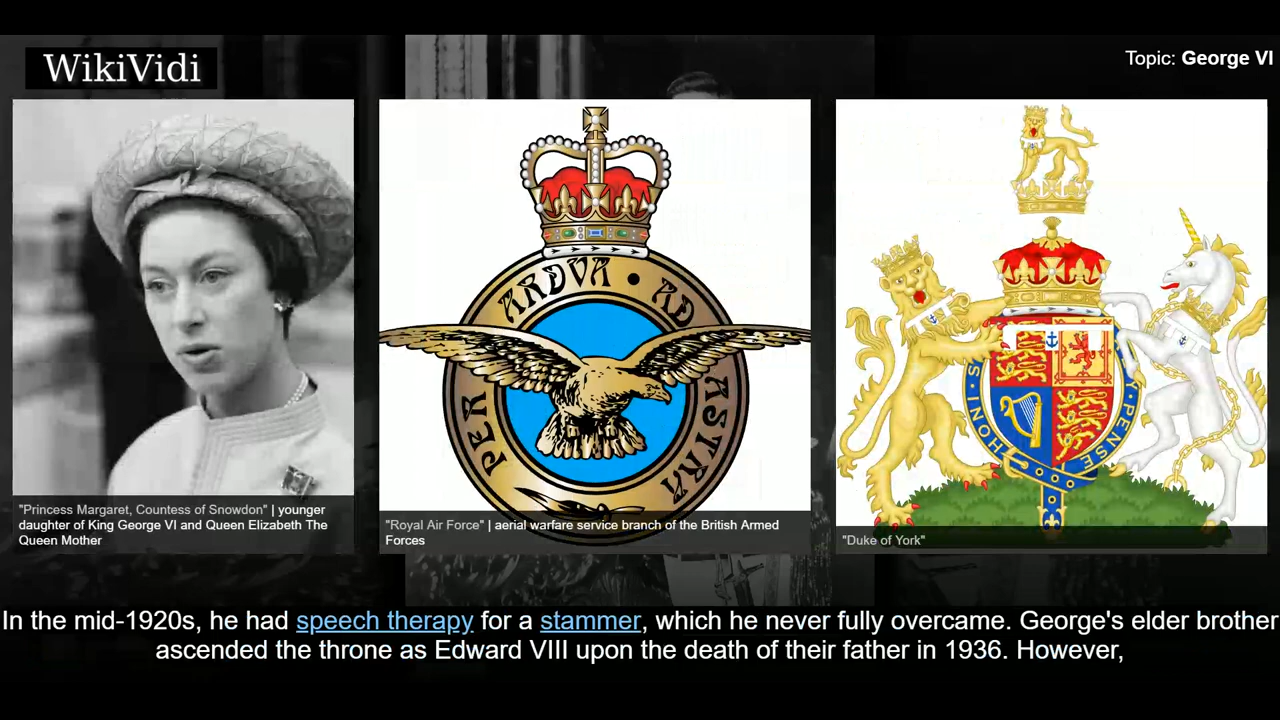 WikiVidi
Topic: George VI
"Princess Margaret, Countess of Snowdon" | younger
daughter of King George VI and Queen Elizabeth The
Queen Mother
PER ARDVA • AD ASTRA
"Royal Air Force" | aerial warfare service branch of the British Armed
Forces
S · HONI
Y · PENSE
"Duke of York"
In the mid-1920s, he had speech therapy for a stammer, which he never fully overcame. George's elder brother
ascended the throne as Edward VIII upon the death of their father in 1936. However,